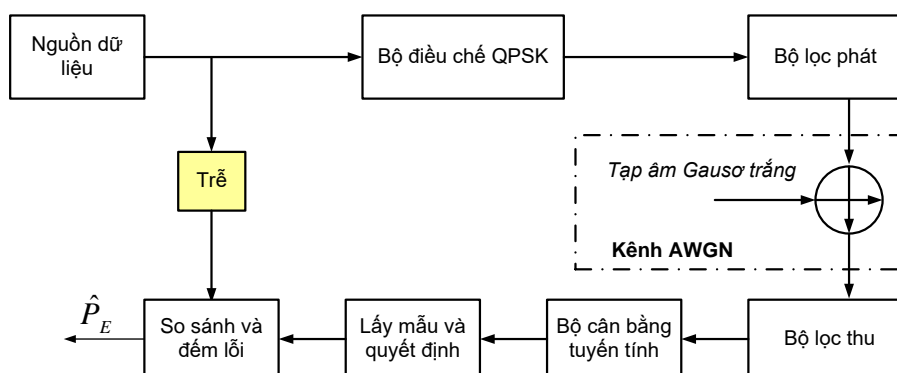 Nguồn dữ
liệu
Bộ điều chế QPSK
Bộ lọc phát
Trễ
Tạp âm Gausơ trắng
Kênh AWGN
P̂_E
So sánh và
đếm lỗi
Lấy mẫu và
quyết định
Bộ cân bằng
tuyến tính
Bộ lọc thu